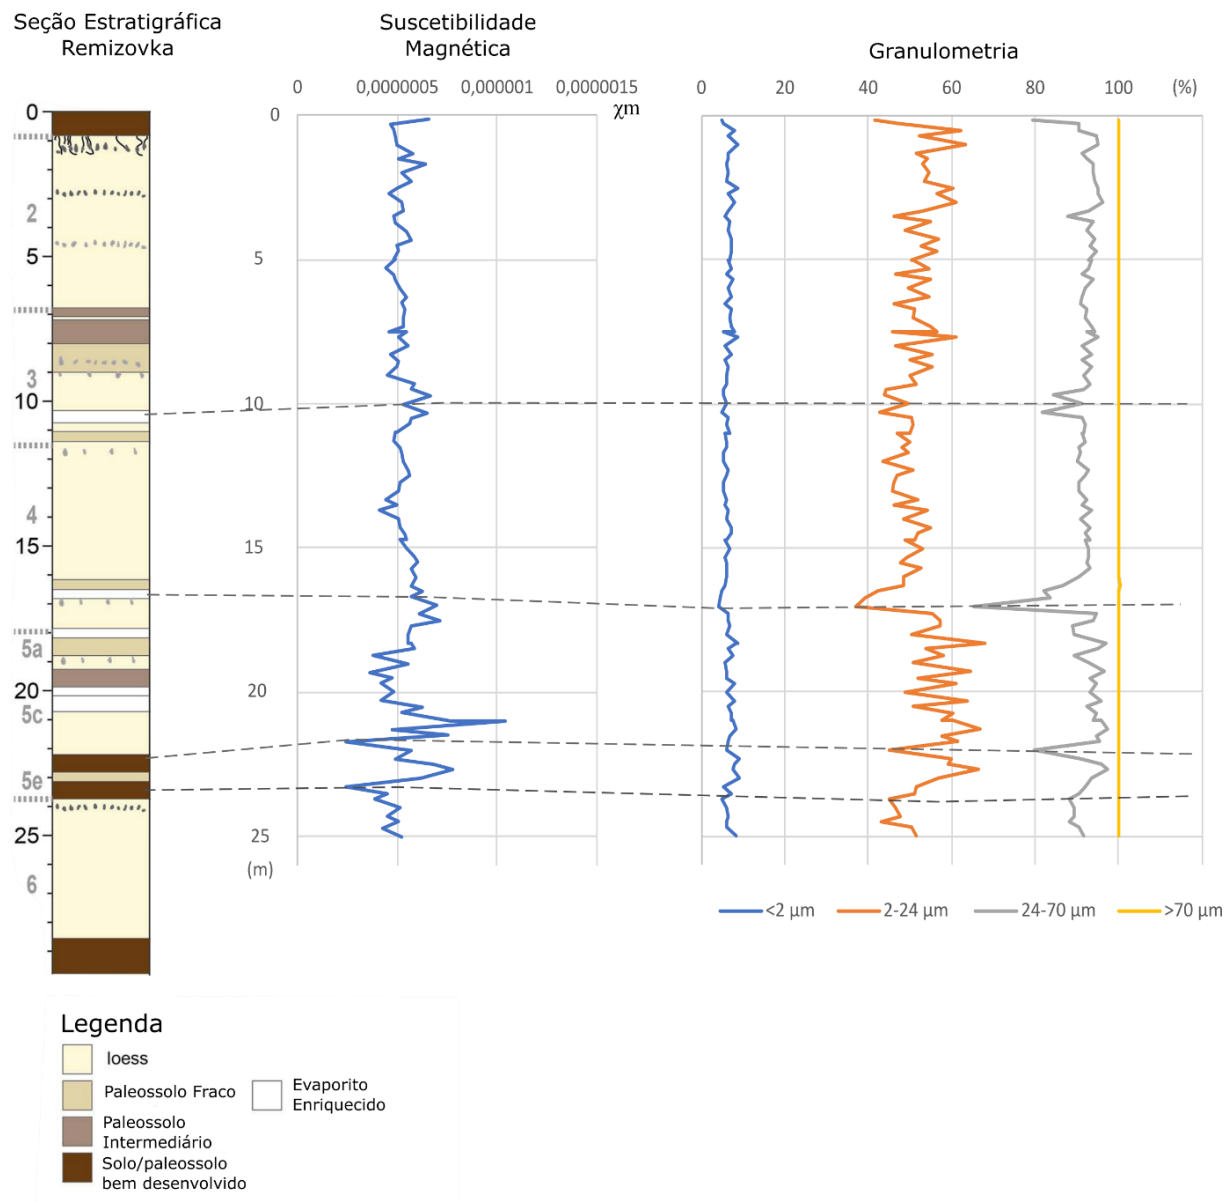 Seção Estratigráfica
Remizovka
Suscetibilidade
Magnética
Granulometria
0 0,0000005 0,000001 0,0000015
χm
0 20 40 60 80 100 (%)
0
2
5
3
10
4
15
5a
20
5c
5e
25
6
0
5
10
15
20
25
(m)
<2 µm 2-24 µm 24-70 µm >70 µm
Legenda
loess
Paleossolo Fraco
Evaporito
Enriquecido
Paleossolo
Intermediário
Solo/paleossolo
bem desenvolvido